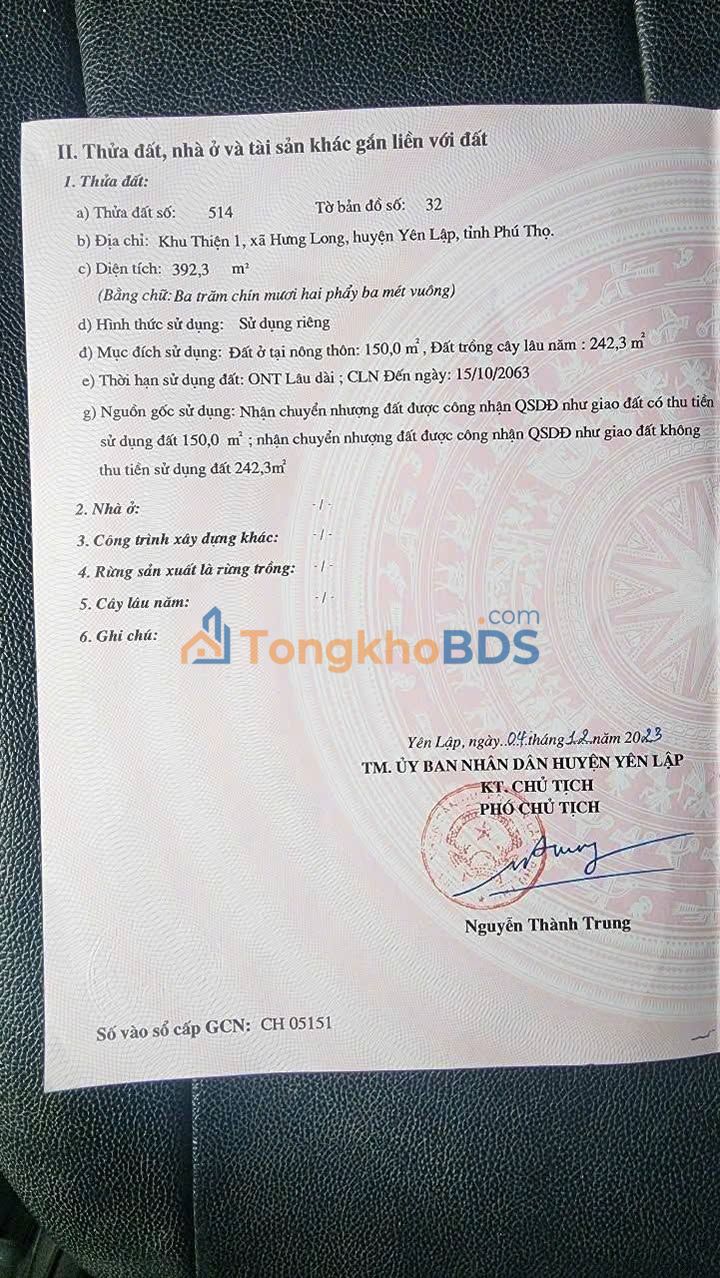 II. Thửa đất, nhà ở và tài sản khác gắn liền với đất
1. Thửa đất:
a) Thửa đất số: 514 Tờ bản đồ số: 32
b) Địa chỉ: Khu Thiện 1, xã Hưng Long, huyện Yên Lập, tỉnh Phú Thọ.
c) Diện tích: 392,3 m²
(Bằng chữ: Ba trăm chín mươi hai phẩy ba mét vuông)
d) Hình thức sử dụng: Sử dụng riêng
đ) Mục đích sử dụng: Đất ở tại nông thôn: 150,0 m², Đất trồng cây lâu năm : 242,3 m²
e) Thời hạn sử dụng đất: ONT Lâu dài ; CLN Đến ngày: 15/10/2063
g) Nguồn gốc sử dụng: Nhận chuyển nhượng đất được công nhận QSDĐ như giao đất có thu tiền
sử dụng đất 150,0 m² ; nhận chuyển nhượng đất được công nhận QSDĐ như giao đất không
thu tiền sử dụng đất 242,3m²
2. Nhà ở: -/-
3. Công trình xây dựng khác: -/-
4. Rừng sản xuất là rừng trồng: -/-
5. Cây lâu năm: -/-
6. Ghi chú:
TongkhoBDS.com
Yên Lập, ngày..04.tháng.12.năm 2023
TM. ỦY BAN NHÂN DÂN HUYỆN YÊN LẬP
KT. CHỦ TỊCH
PHÓ CHỦ TỊCH
Nguyễn Thành Trung
Số vào sổ cấp GCN: CH 05151